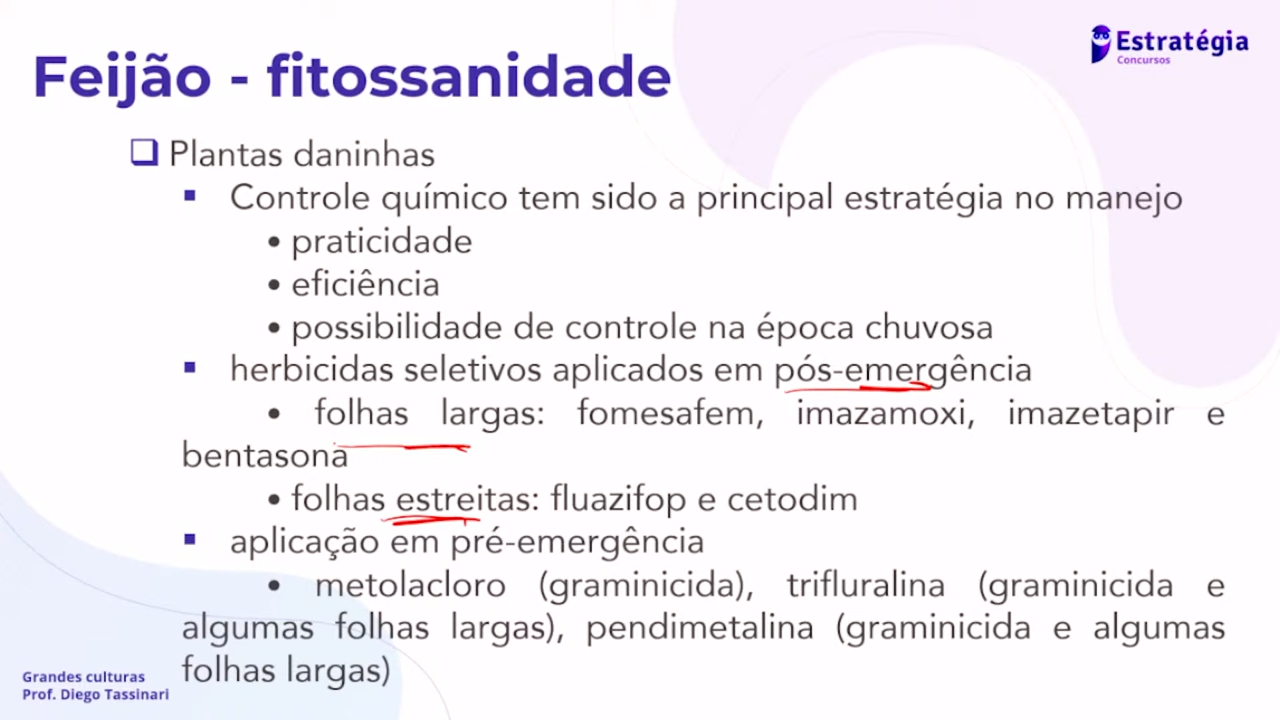 Estratégia
Concursos
Feijão - fitossanidade
❑ Plantas daninhas
▪ Controle químico tem sido a principal estratégia no manejo
• praticidade
• eficiência
• possibilidade de controle na época chuvosa
▪ herbicidas seletivos aplicados em pós-emergência
• folhas largas: fomesafem, imazamoxi, imazetapir e
bentasona
• folhas estreitas: fluazifop e cetodim
▪ aplicação em pré-emergência
• metolacloro (graminicida), trifluralina (graminicida e
algumas folhas largas), pendimetalina (graminicida e algumas
folhas largas)
Grandes culturas
Prof. Diego Tassinari